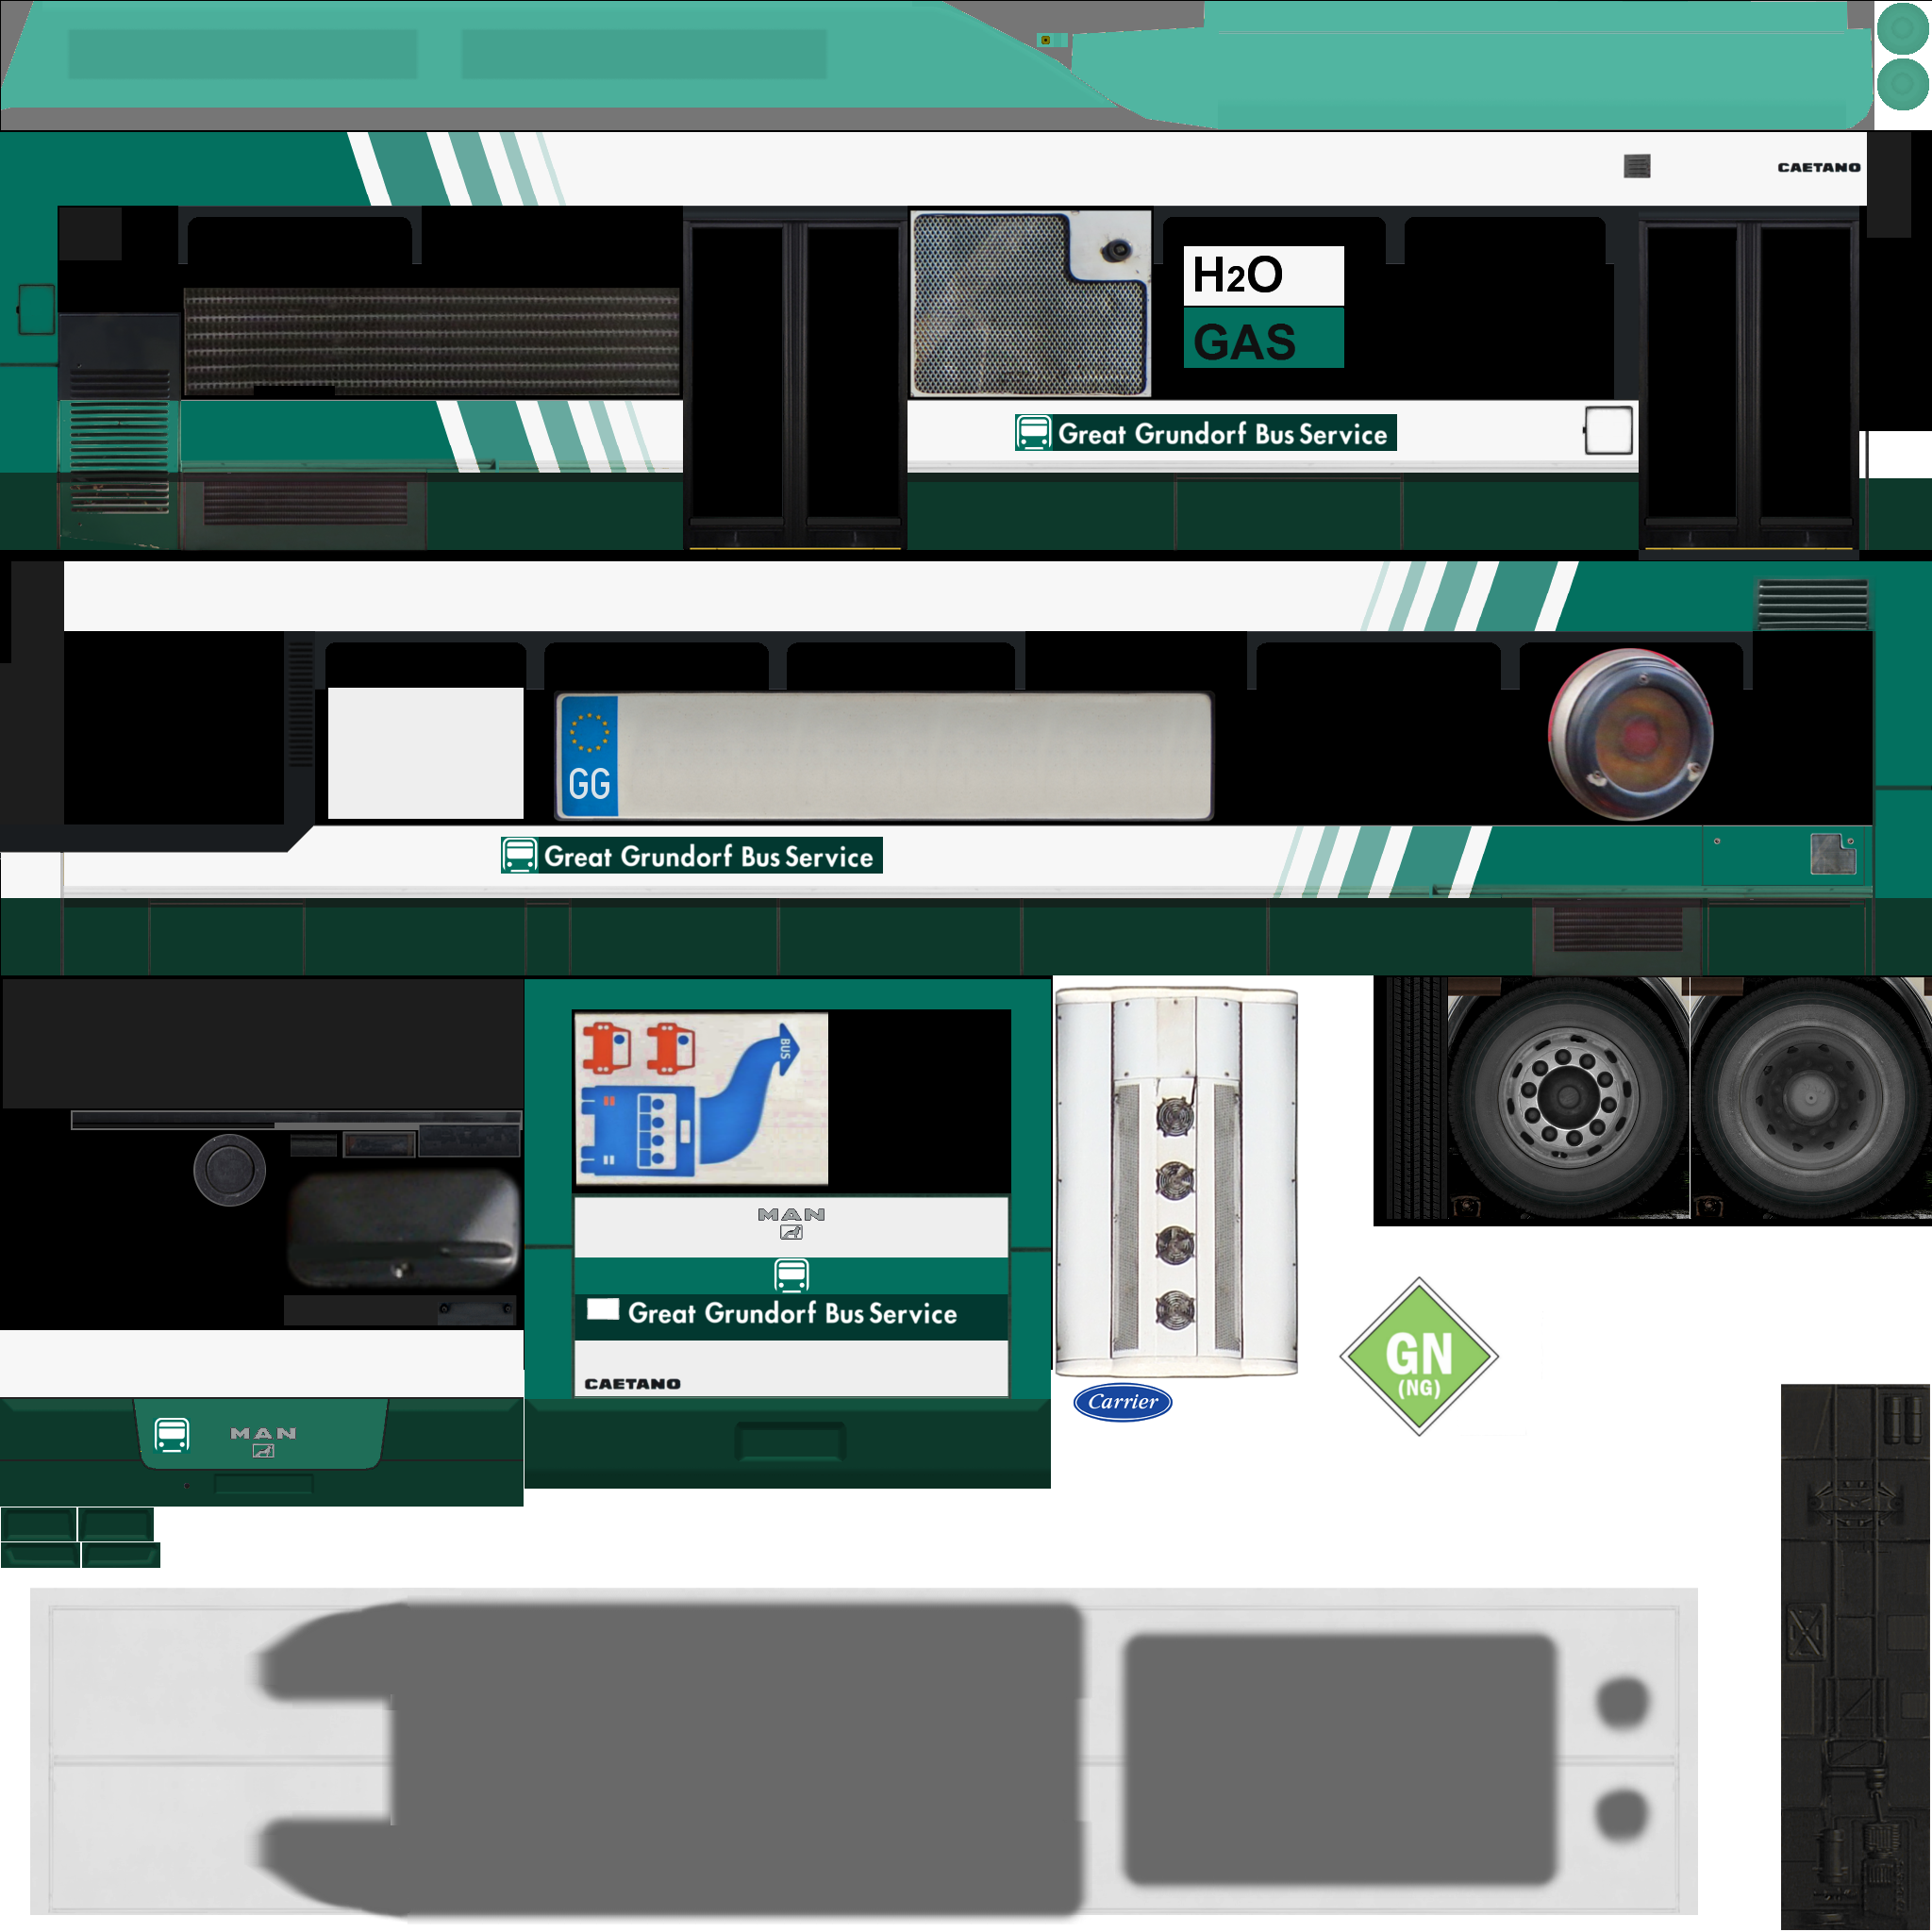 CAETANO
H2O
GAS
Great Grundorf Bus Service
GG
Great Grundorf Bus Service
BUS
MAN
Great Grundorf Bus Service
CAETANO
Carrier
GN
(NG)
MAN